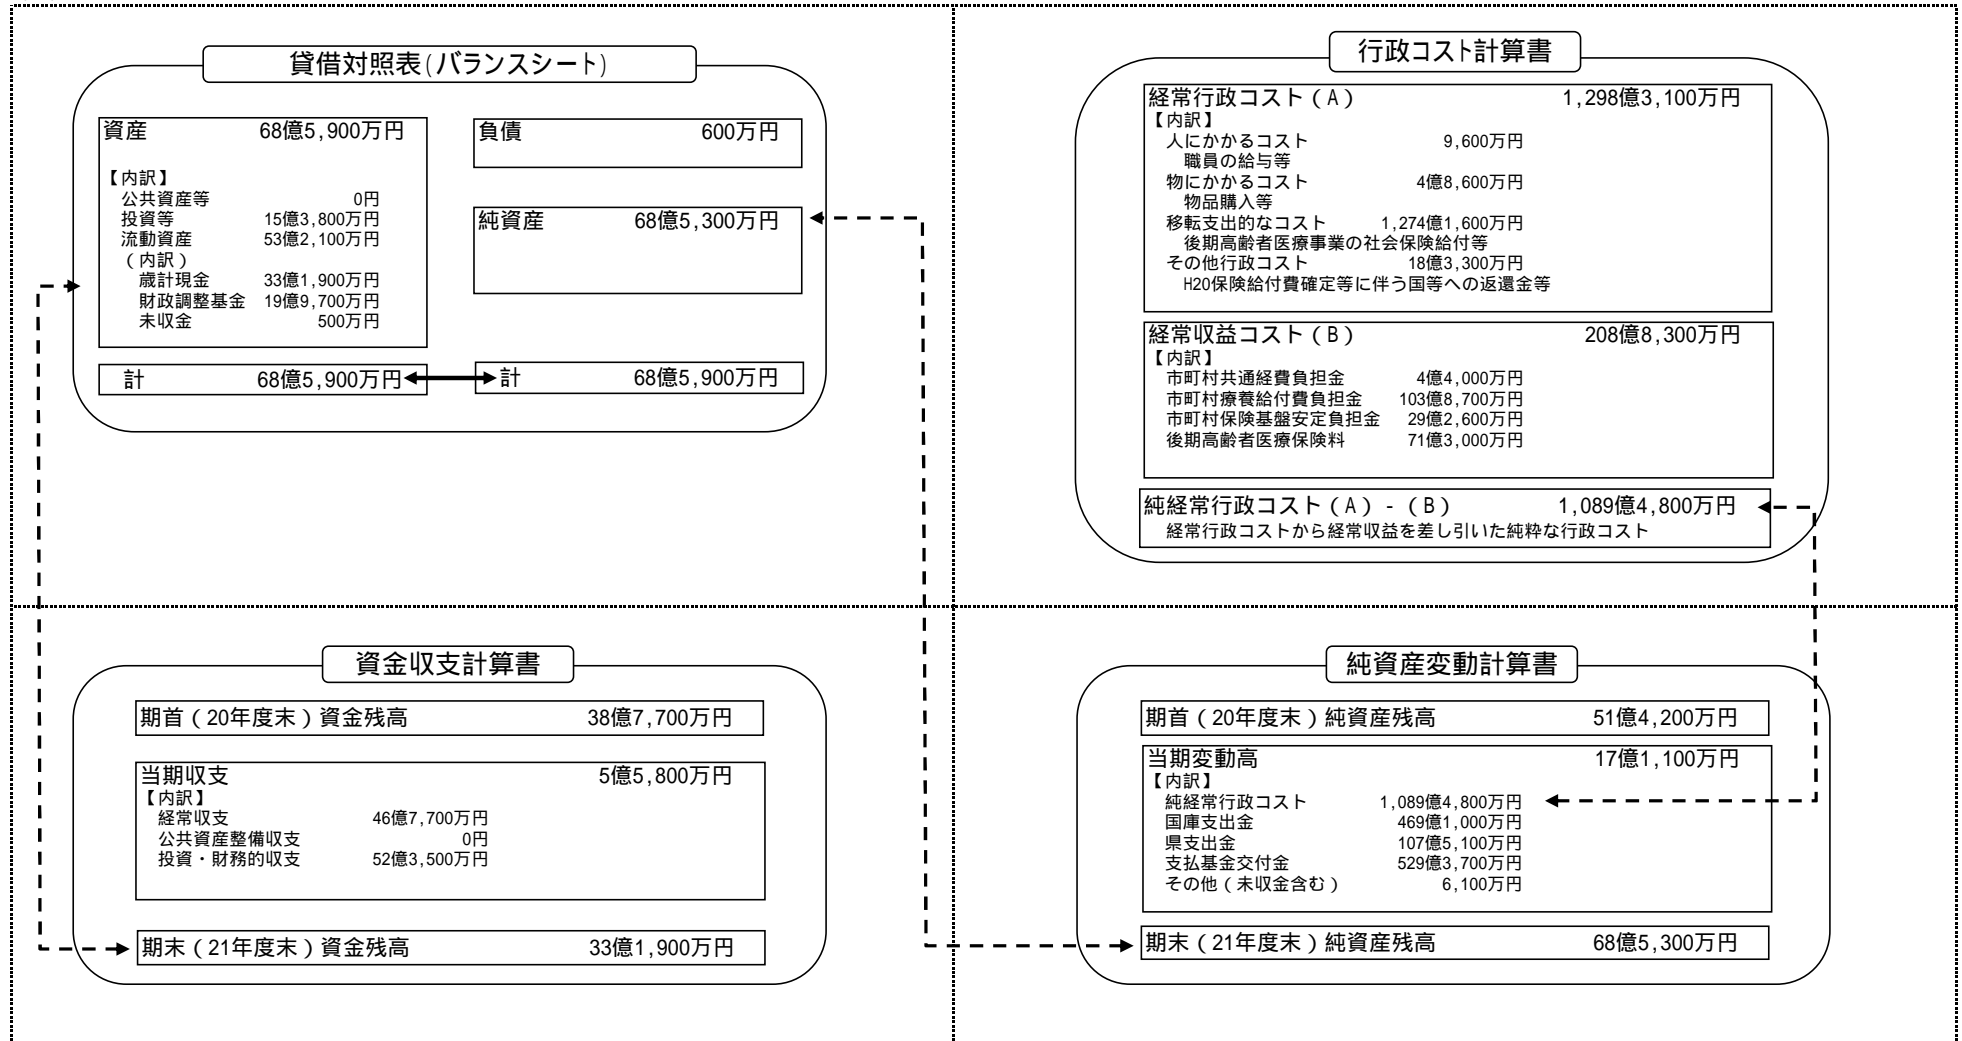 貸借対照表(バランスシート)
資産 68億5,900万円
【内訳】
公共資産等 0円
投資等 15億3,800万円
流動資産 53億2,100万円
(内訳)
歳計現金 33億1,900万円
財政調整基金 19億9,700万円
未収金 500万円
計 68億5,900万円
負債 600万円
純資産 68億5,300万円
計 68億5,900万円
行政コスト計算書
経常行政コスト(A) 1,298億3,100万円
【内訳】
人にかかるコスト 9,600万円
職員の給与等
物にかかるコスト 4億8,600万円
物品購入等
移転支出的なコスト 1,274億1,600万円
後期高齢者医療事業の社会保険給付等
その他行政コスト 18億3,300万円
H20保険給付費確定等に伴う国等への返還金等
経常収益コスト(B) 208億8,300万円
【内訳】
市町村共通経費負担金 4億4,000万円
市町村療養給付費負担金 103億8,700万円
市町村保険基盤安定負担金 29億2,600万円
後期高齢者医療保険料 71億3,000万円
純経常行政コスト(A)-(B) 1,089億4,800万円
経常行政コストから経常収益を差し引いた純粋な行政コスト
資金収支計算書
期首(20年度末)資金残高 38億7,700万円
当期収支 5億5,800万円
【内訳】
経常収支 46億7,700万円
公共資産整備収支 0円
投資・財務的収支 52億3,500万円
期末(21年度末)資金残高 33億1,900万円
純資産変動計算書
期首(20年度末)純資産残高 51億4,200万円
当期変動高 17億1,100万円
【内訳】
純経常行政コスト 1,089億4,800万円
国庫支出金 469億1,000万円
県支出金 107億5,100万円
支払基金交付金 529億3,700万円
その他(未収金含む) 6,100万円
期末(21年度末)純資産残高 68億5,300万円